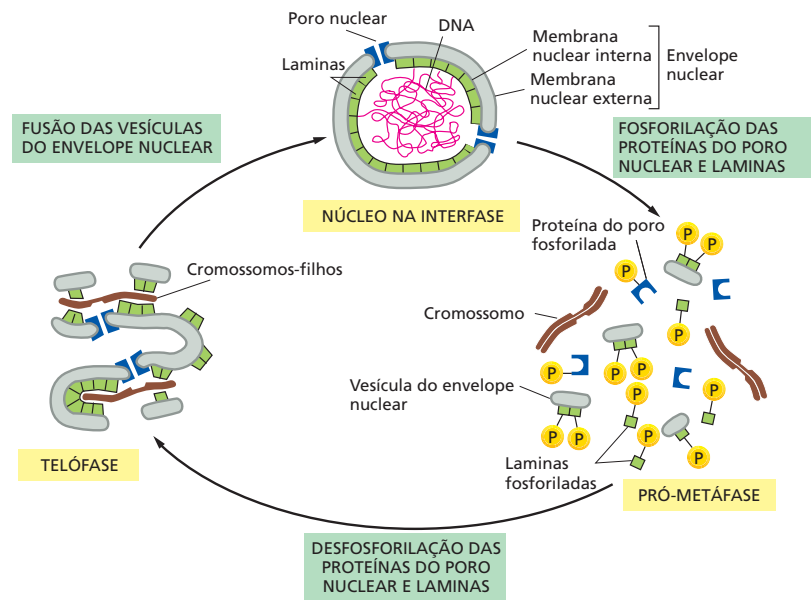 Poro nuclear
DNA
Laminas
Membrana
nuclear interna
Membrana
nuclear externa
Envelope
nuclear
FUSÃO DAS VESÍCULAS
DO ENVELOPE NUCLEAR
FOSFORILAÇÃO DAS
PROTEÍNAS DO PORO
NUCLEAR E LAMINAS
NÚCLEO NA INTERFASE
Proteína do poro
fosforilada
P
P
P
Cromossomos-filhos
Cromossomo
P
P
P
P
P
Vesícula do envelope
nuclear
P
P
P
P
P
Laminas
fosforiladas
TELÓFASE
PRÓ-METÁFASE
DESFOSFORILAÇÃO DAS
PROTEÍNAS DO PORO
NUCLEAR E LAMINAS